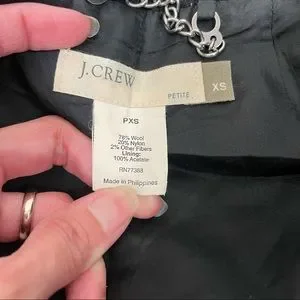 J.CREW
PETITE
XS
PXS
78% Wool
20% Nylon
2% Other Fibers
Lining:
100% Acetate
RN77388
Made in Philippines